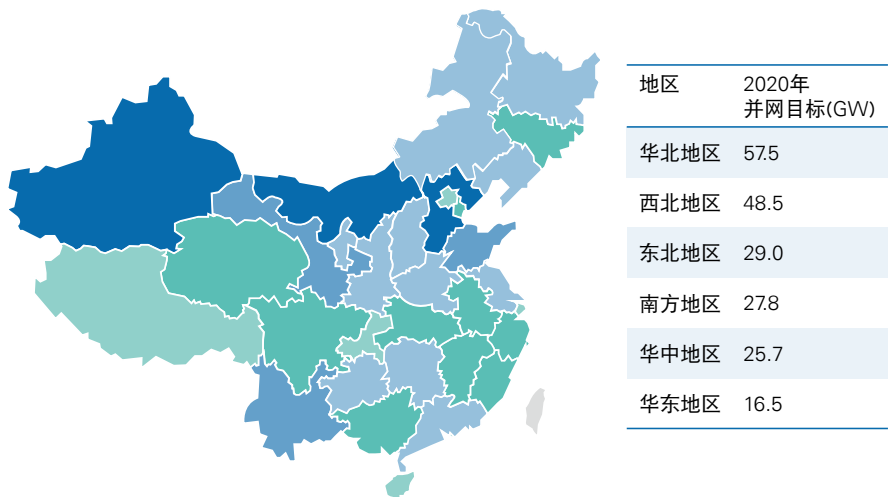 地区 2020年
并网目标(GW)
华北地区 57.5
西北地区 48.5
东北地区 29.0
南方地区 27.8
华中地区 25.7
华东地区 16.5